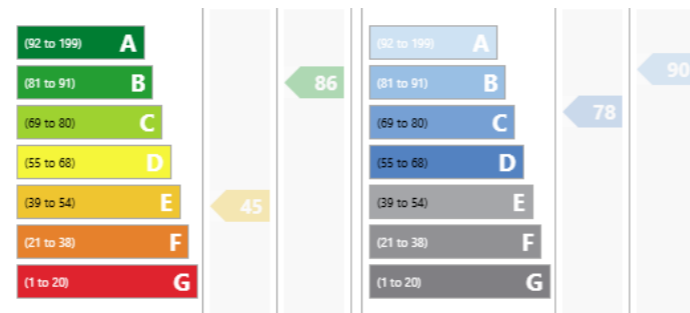 (92 to 199) A
(81 to 91) B
(69 to 80) C
(55 to 68) D
(39 to 54) E
(21 to 38) F
(1 to 20) G
45
86
(92 to 199) A
(81 to 91) B
(69 to 80) C
(55 to 68) D
(39 to 54) E
(21 to 38) F
(1 to 20) G
78
90